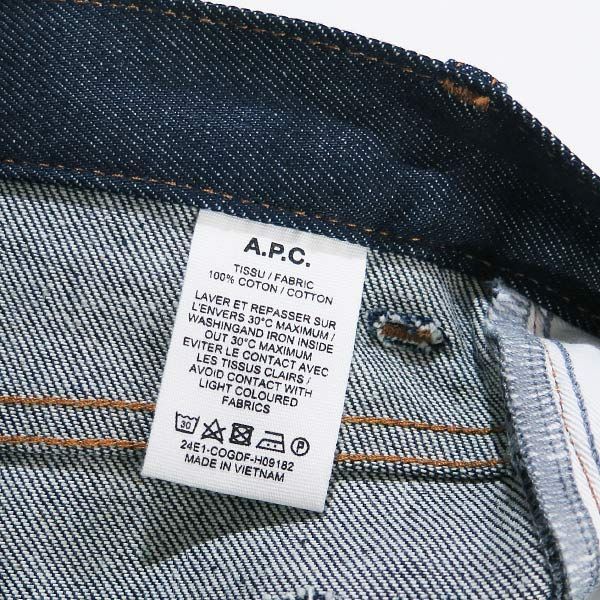 A.P.C.
TISSU / FABRIC
100% COTON / COTTON
LAVER ET REPASSER SUR
L'ENVERS 30°C MAXIMUM /
WASHINGAND IRON INSIDE
OUT 30°C MAXIMUM
EVITER LE CONTACT AVEC
LES TISSUS CLAIRS /
AVOID CONTACT WITH
LIGHT COLOURED
FABRICS
30 P
24E1-COGDF-H09182
MADE IN VIETNAM